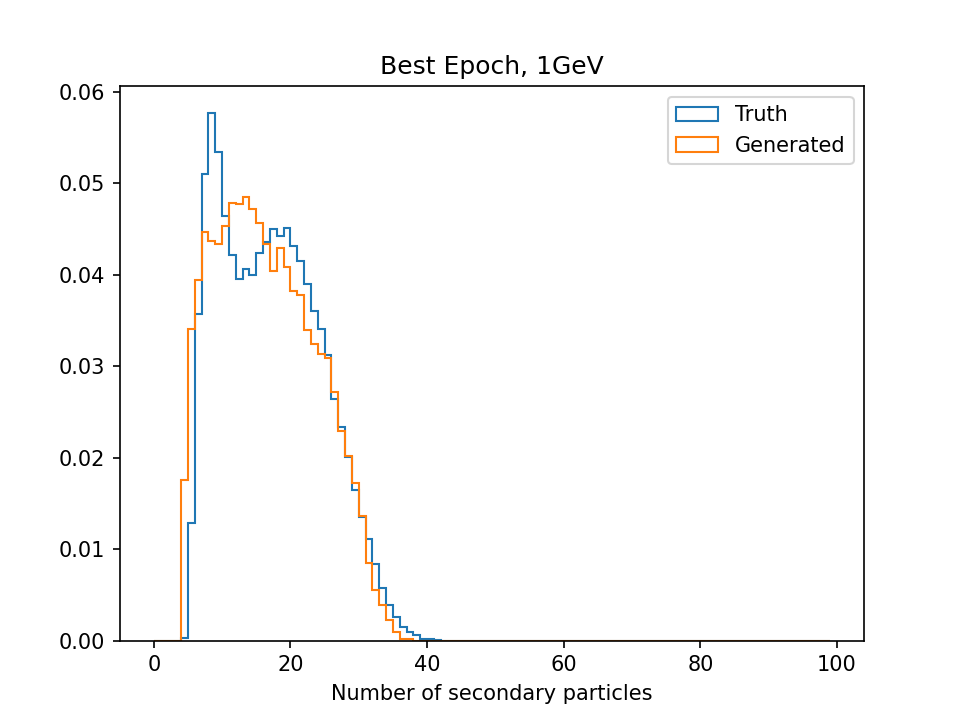 Best Epoch, 1GeV
Truth
Generated
0.06
0.05
0.04
0.03
0.02
0.01
0.00
0 20 40 60 80 100
Number of secondary particles